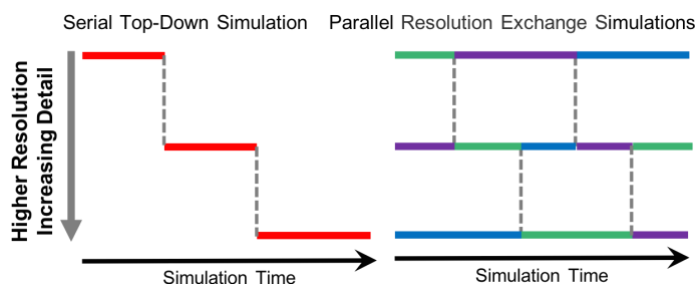 Serial Top-Down Simulation
Parallel Resolution Exchange Simulations
Higher Resolution
Increasing Detail
Simulation Time
Simulation Time